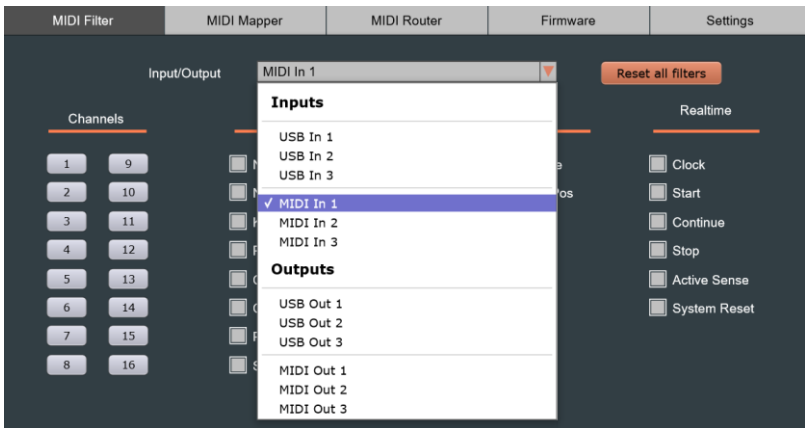 MIDI Filter
MIDI Mapper
MIDI Router
Firmware
Settings
Input/Output
MIDI In 1
Reset all filters
Inputs
USB In 1
USB In 2
USB In 3
✓ MIDI In 1
MIDI In 2
MIDI In 3
Outputs
USB Out 1
USB Out 2
USB Out 3
MIDI Out 1
MIDI Out 2
MIDI Out 3
Channels
1 9
2 10
3 11
4 12
5 13
6 14
7 15
8 16
Realtime
Clock
Start
Continue
Stop
Active Sense
System Reset